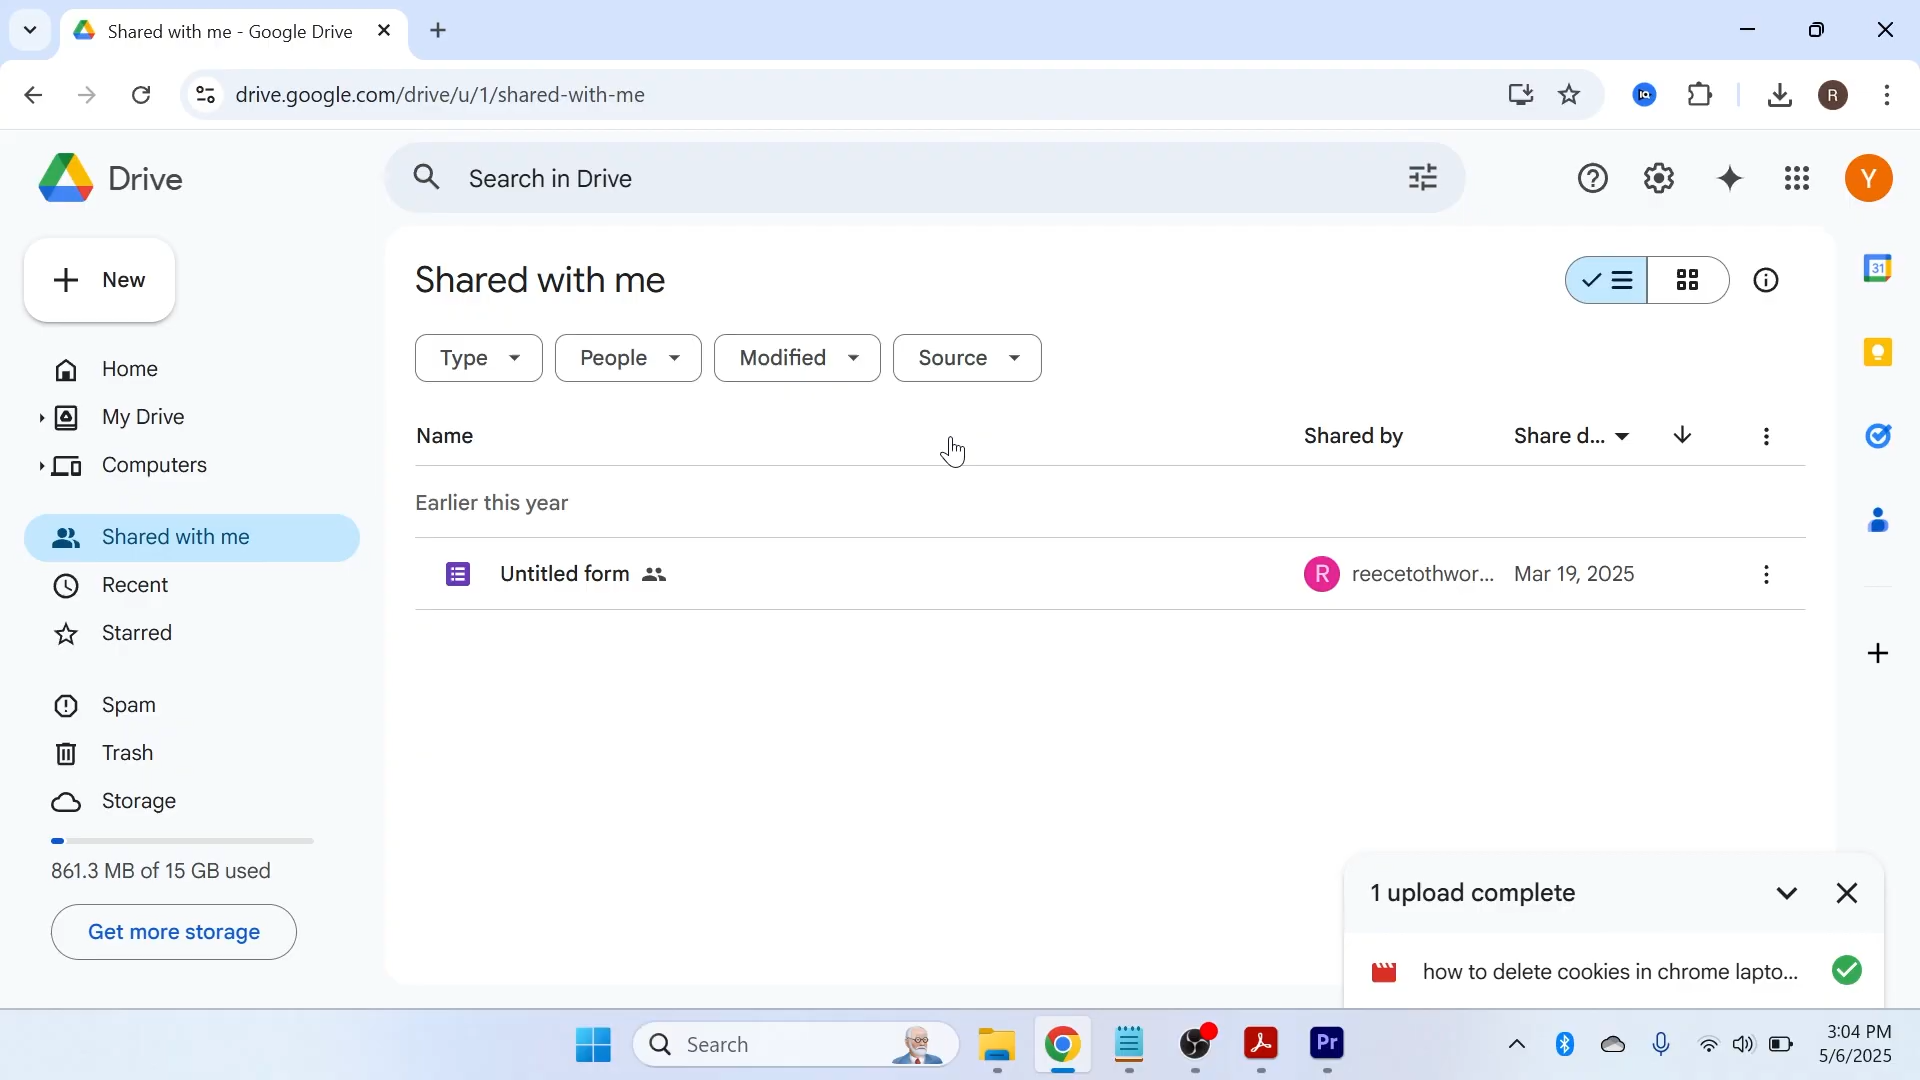 Shared with me - Google Drive
drive.google.com/drive/u/1/shared-with-me
IQ
R
Drive
Search in Drive
Y
New
Shared with me
31
Home
Type
People
Modified
Source
My Drive
Name
Shared by
Share d...
Computers
Earlier this year
Shared with me
Untitled form
R reecetothwor...
Mar 19, 2025
Recent
Starred
Spam
Trash
Storage
861.3 MB of 15 GB used
1 upload complete
Get more storage
how to delete cookies in chrome lapto...
Search
Pr
3:04 PM
5/6/2025